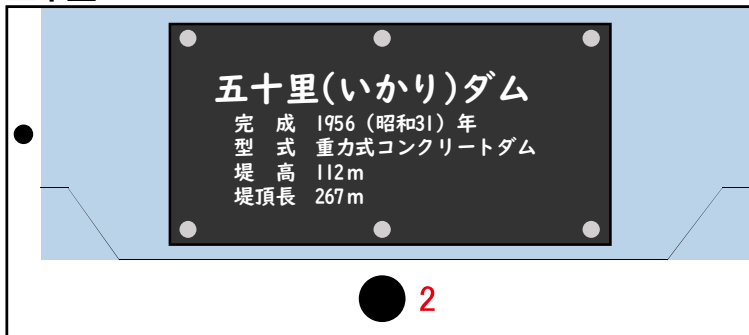 五十里(いかり)ダム
完 成 1956（昭和31）年
型 式 重力式コンクリートダム
堤 高 112m
堤頂長 267m
2